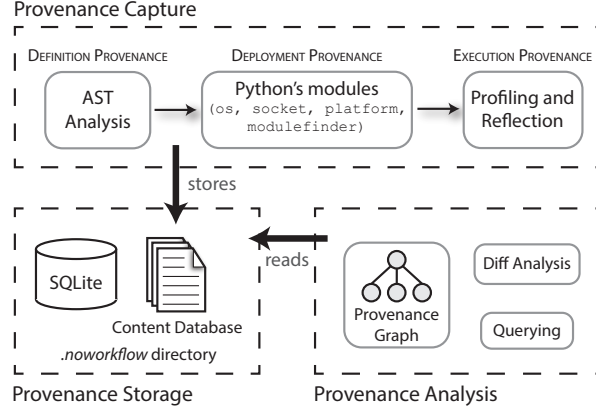 Provenance Capture
DEFINITION PROVENANCE
DEPLOYMENT PROVENANCE
EXECUTION PROVENANCE
AST
Analysis
Python's modules
(os, socket, platform,
modulefinder)
Profiling and
Reflection
stores
SQLite
Content Database
.noworkflow directory
reads
Provenance
Graph
Diff Analysis
Querying
Provenance Storage
Provenance Analysis